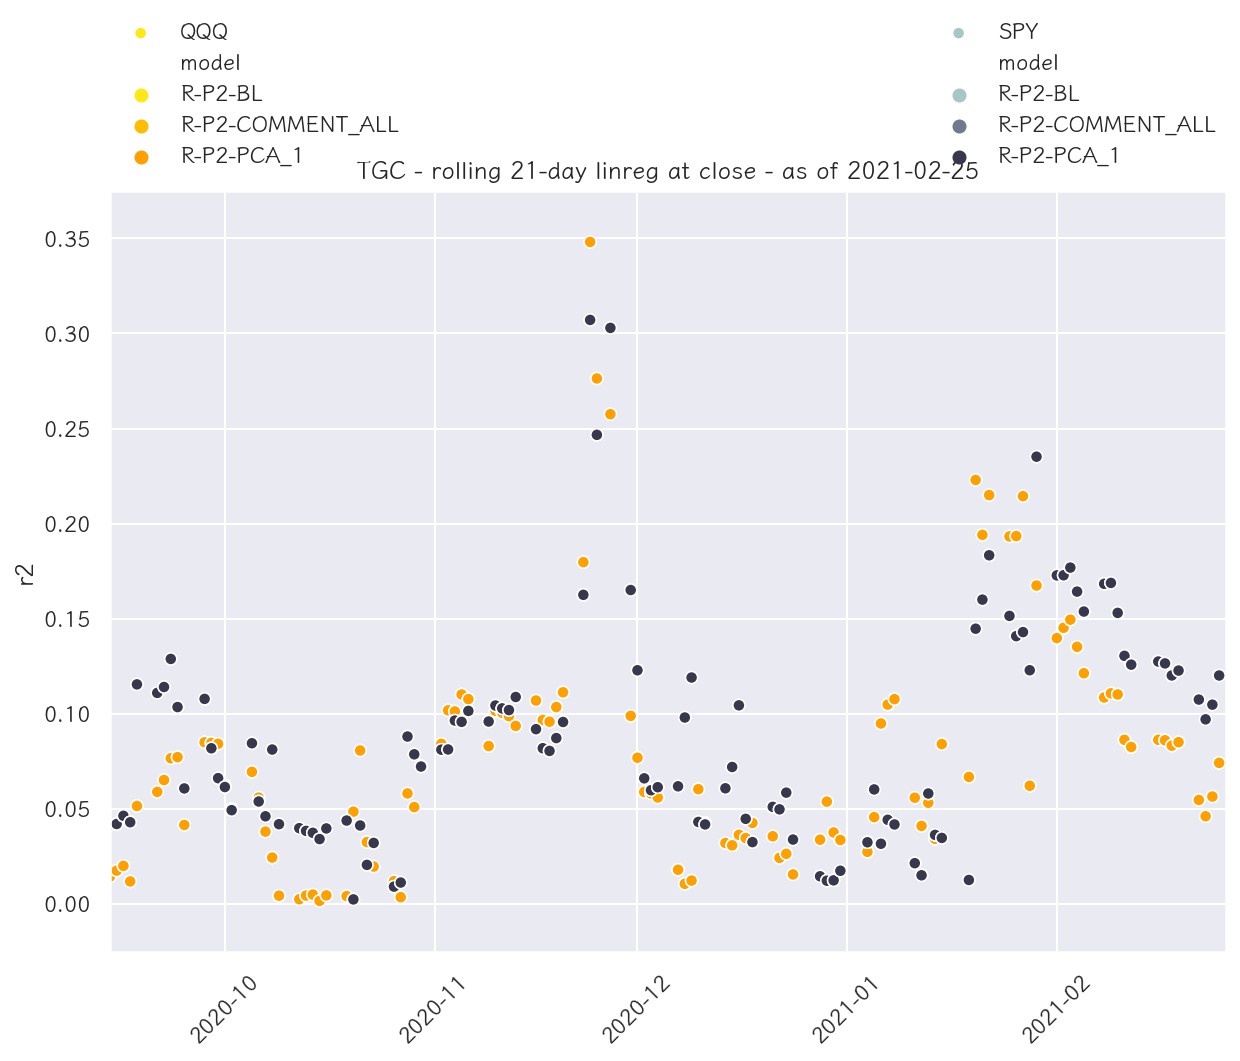 QQQ
model
R-P2-BL
R-P2-COMMENT_ALL
R-P2-PCA_1
SPY
model
R-P2-BL
R-P2-COMMENT_ALL
R-P2-PCA_1
TGC - rolling 21-day linreg at close - as of 2021-02-25
0.35
0.30
0.25
0.20
0.15
0.10
0.05
0.00
r2
2020-10
2020-11
2020-12
2021-01
2021-02